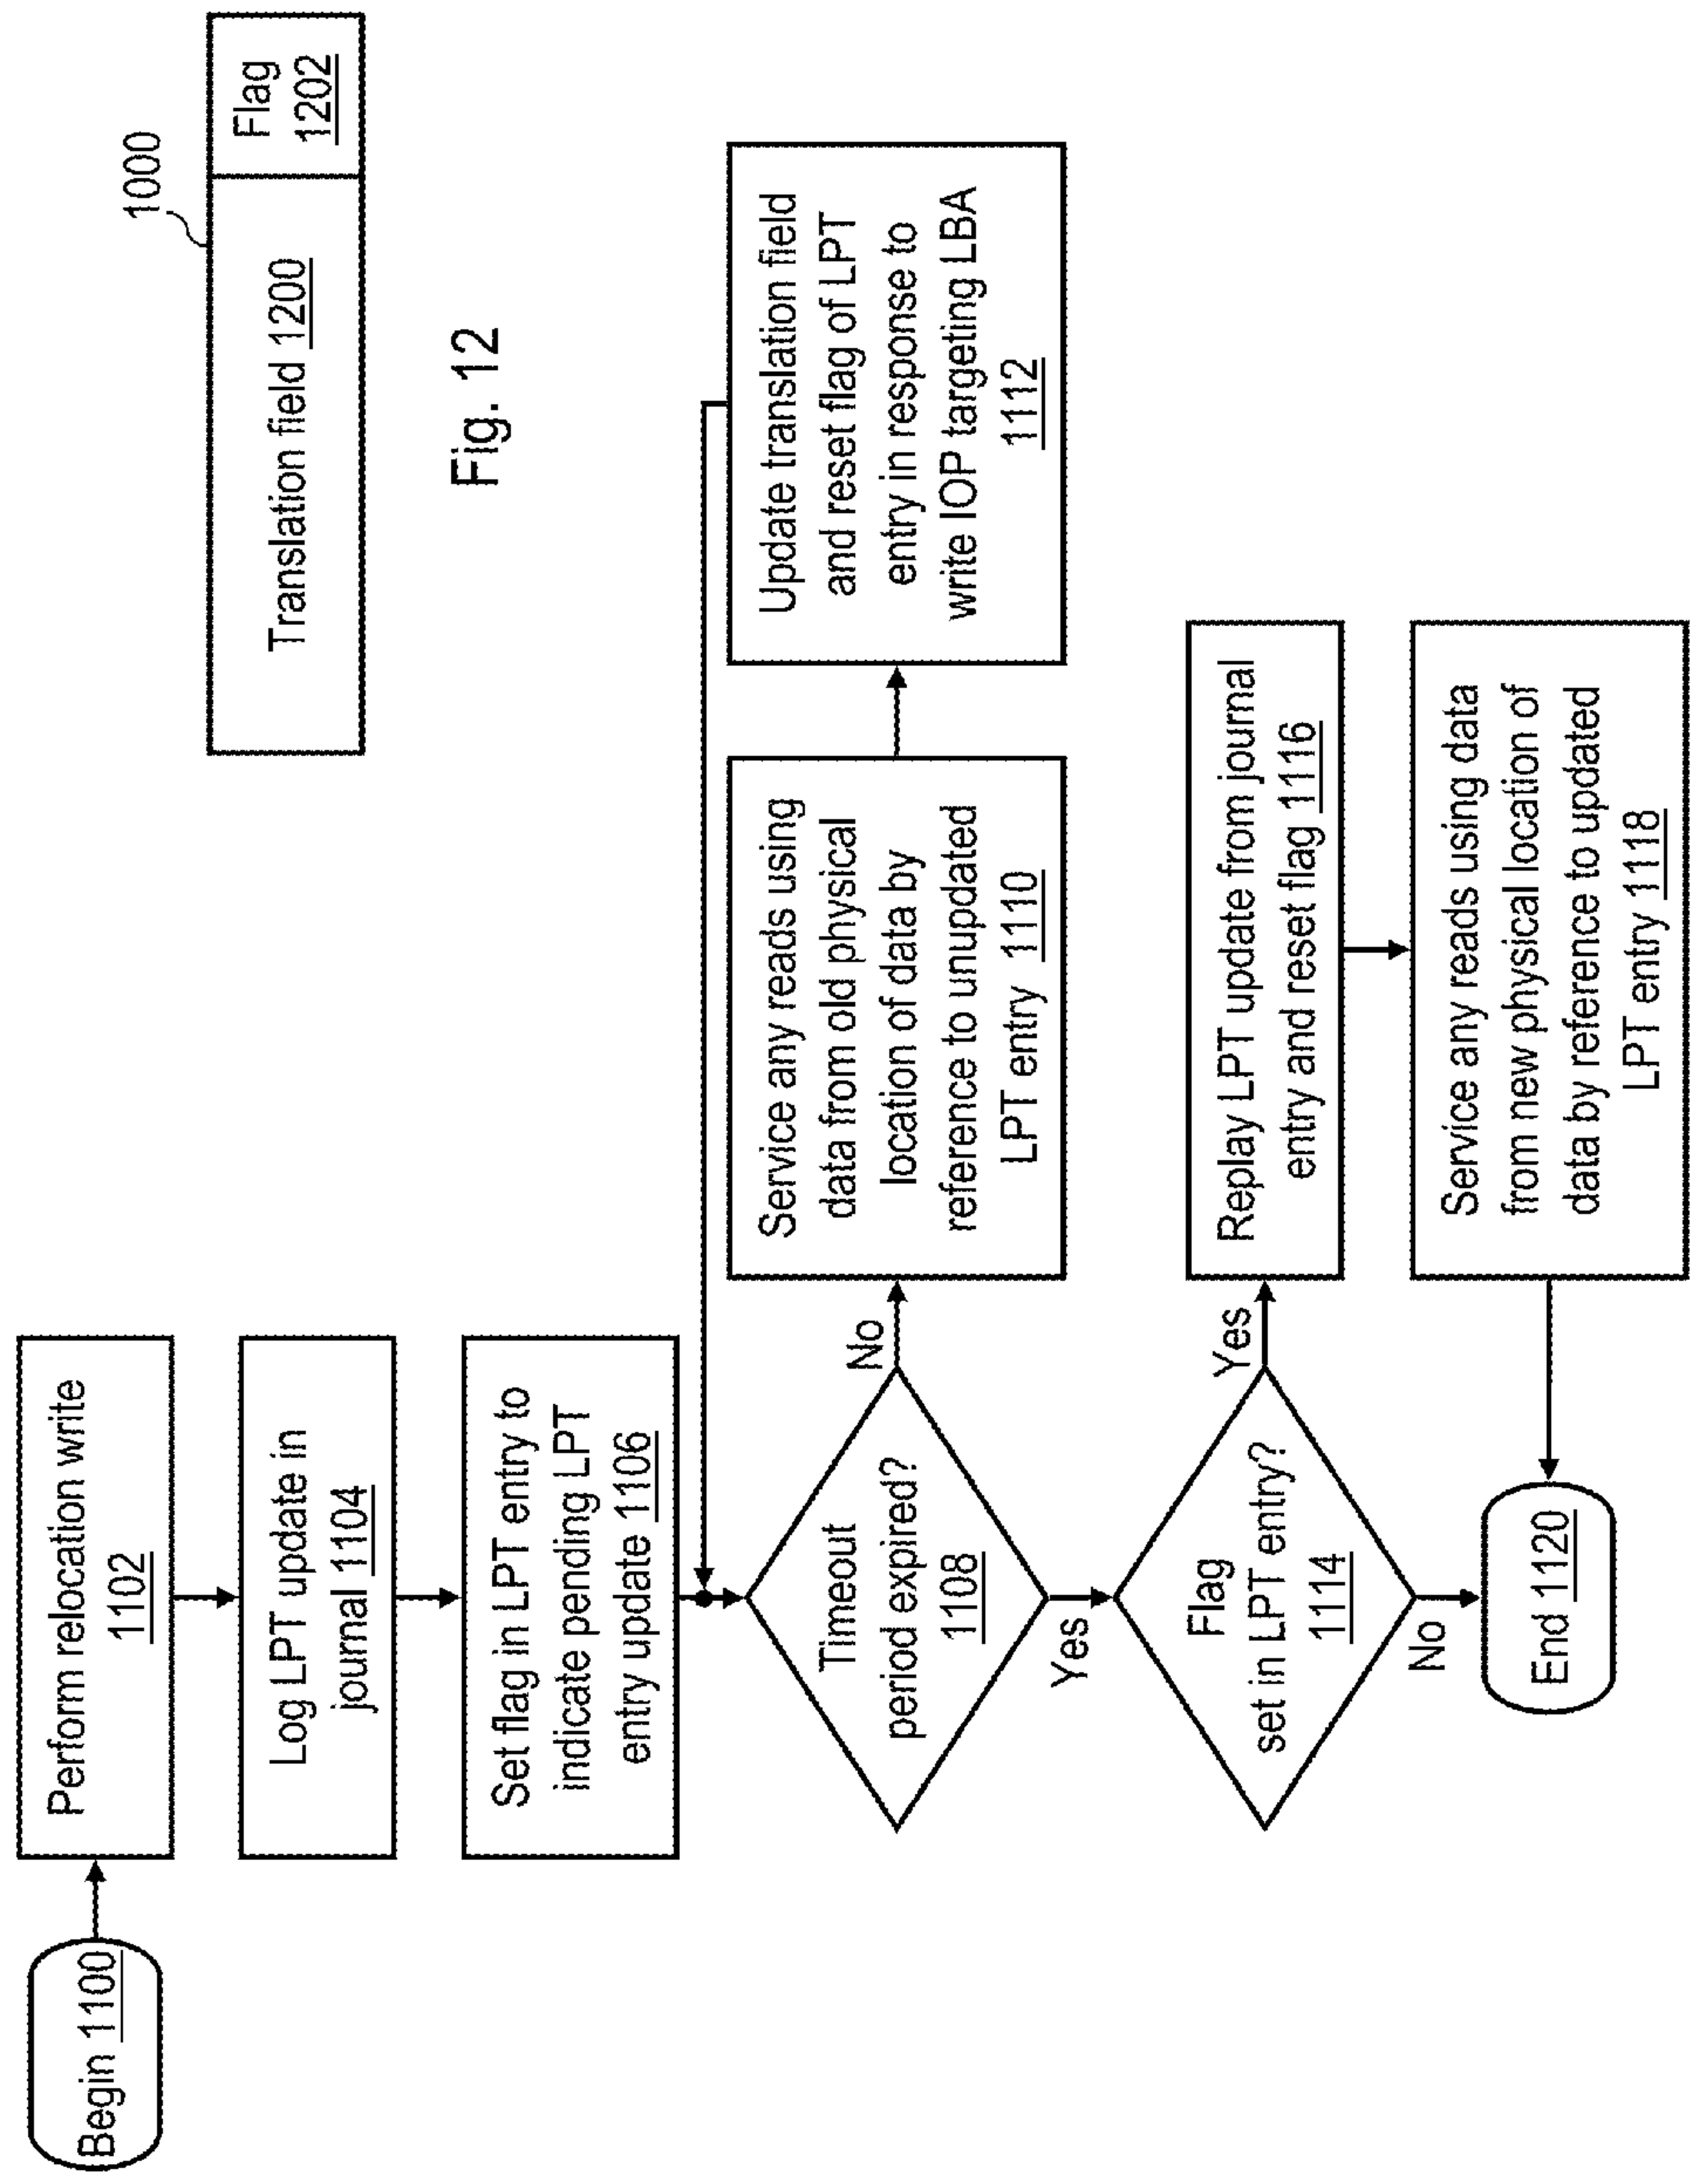 Begin 1100
Perform relocation write
1102
Log LPT update in
journal 1104
Set flag in LPT entry to
indicate pending LPT
entry update 1106
Timeout
period expired?
1108
No
Yes
Service any reads using
data from old physical
location of data by
reference to unupdated
LPT entry 1110
Update translation field
and reset flag of LPT
entry in response to
write IOP targeting LBA
1112
Flag
set in LPT entry?
1114
Yes
No
Replay LPT update from journal
entry and reset flag 1116
Service any reads using data
from new physical location of
data by reference to updated
LPT entry 1118
End 1120
1000
Translation field 1200
Flag
1202
Fig. 12